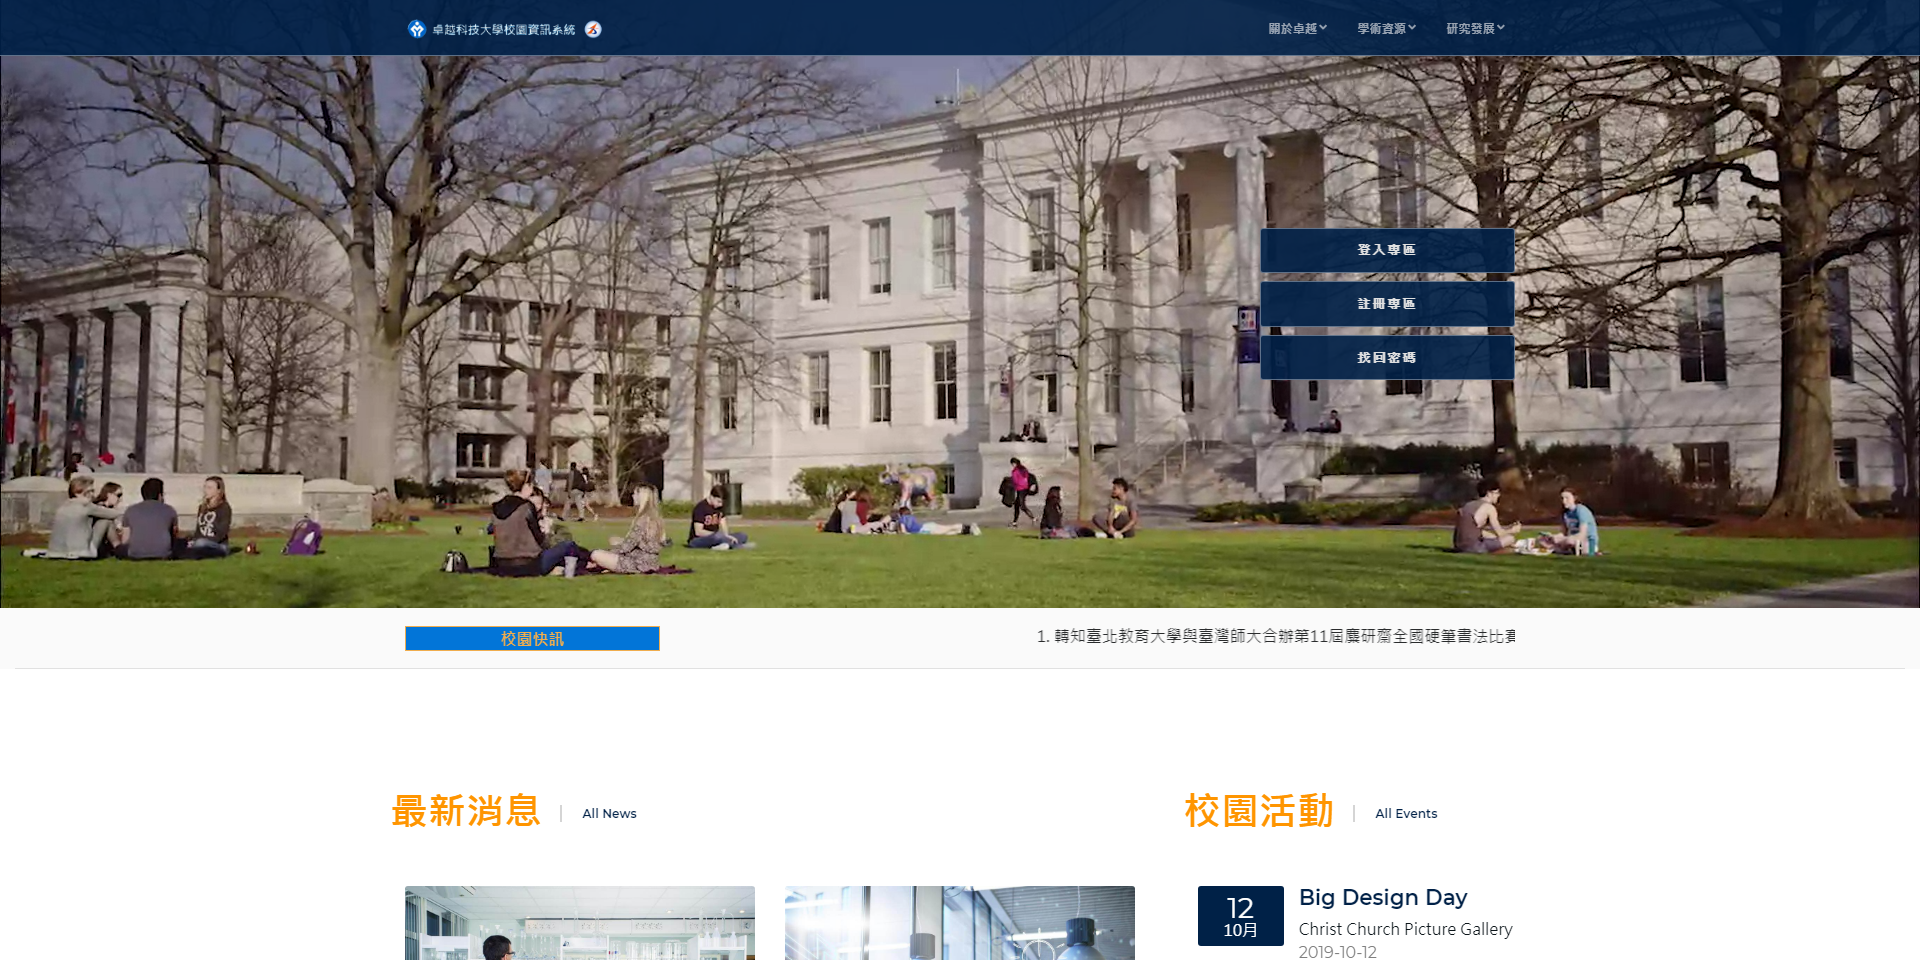 卓越科技大學校園資訊系統
關於卓越
學術資源
研究發展
登入專區
註冊專區
找回密碼
校園快訊
1. 轉知臺北教育大學與臺灣師大合辦第11屆麋研齋全國硬筆書法比賽
最新消息
All News
校園活動
All Events
12
10月
Big Design Day
Christ Church Picture Gallery
2019-10-12